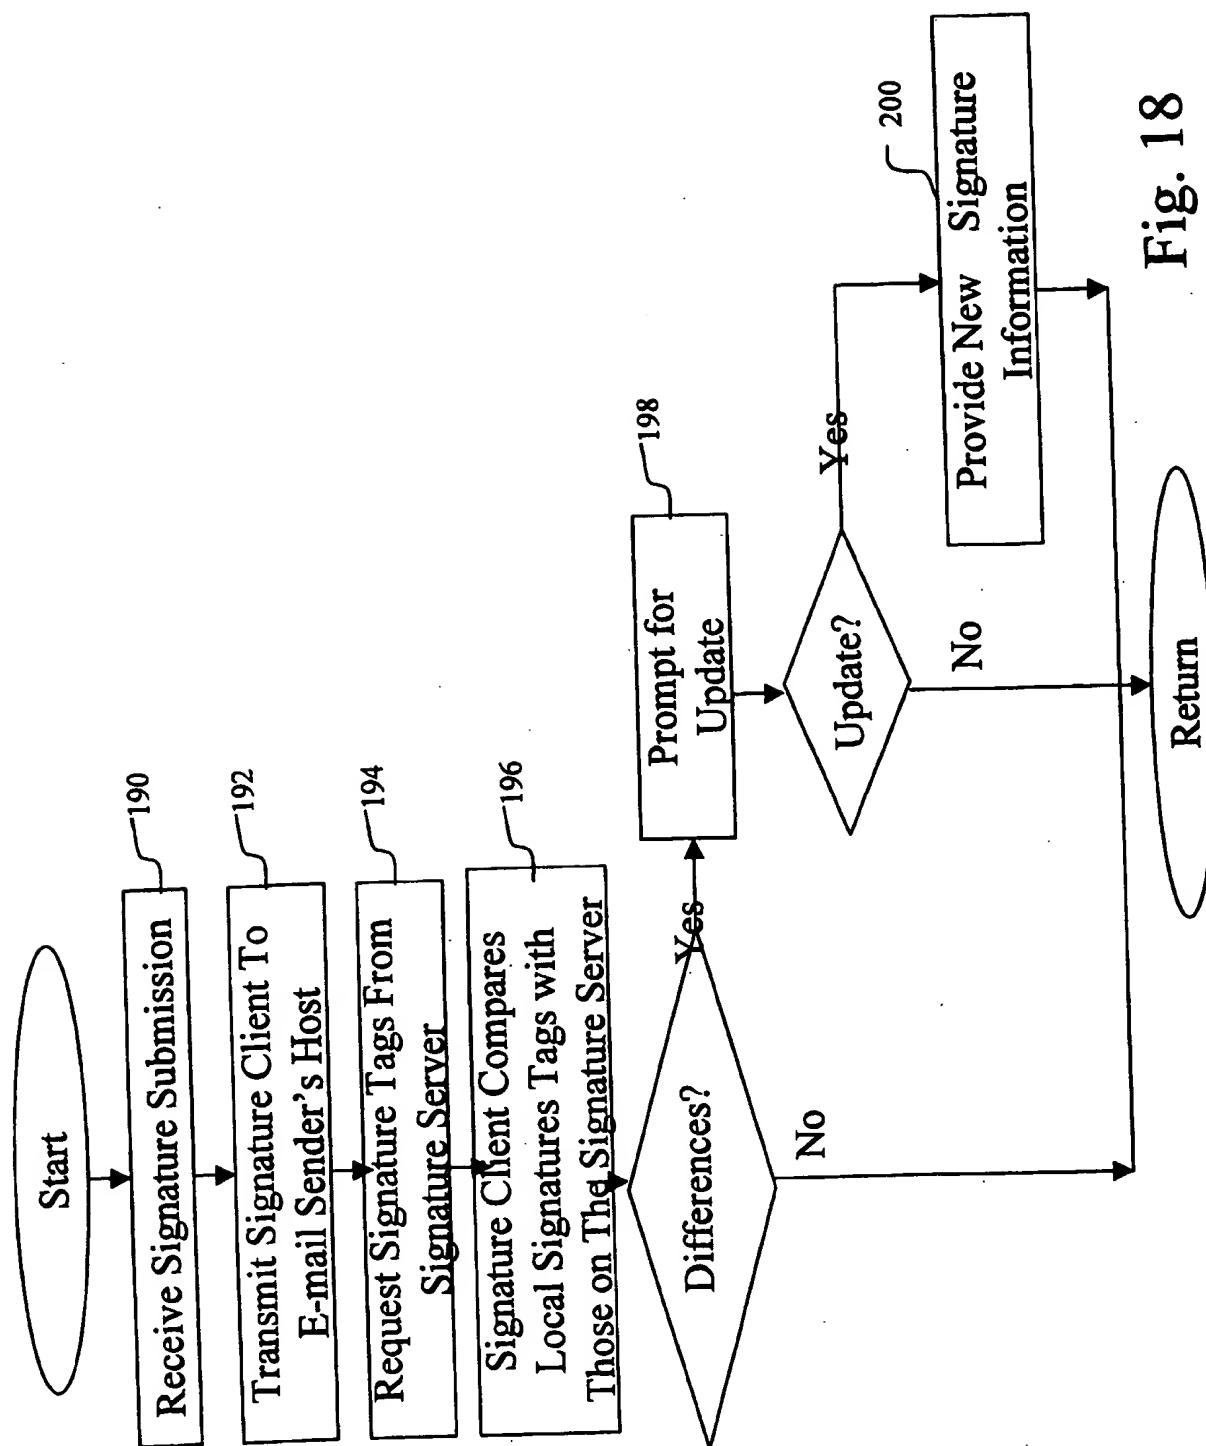 Start
Receive Signature Submission
190
Transmit Signature Client To
E-mail Sender's Host
192
Request Signature Tags From
Signature Server
194
Signature Client Compares
Local Signatures Tags with
Those on The Signature Server
196
Differences?
Yes
No
Prompt for
Update
198
Update?
Yes
No
Provide New Signature
Information
200
Return
Fig. 18